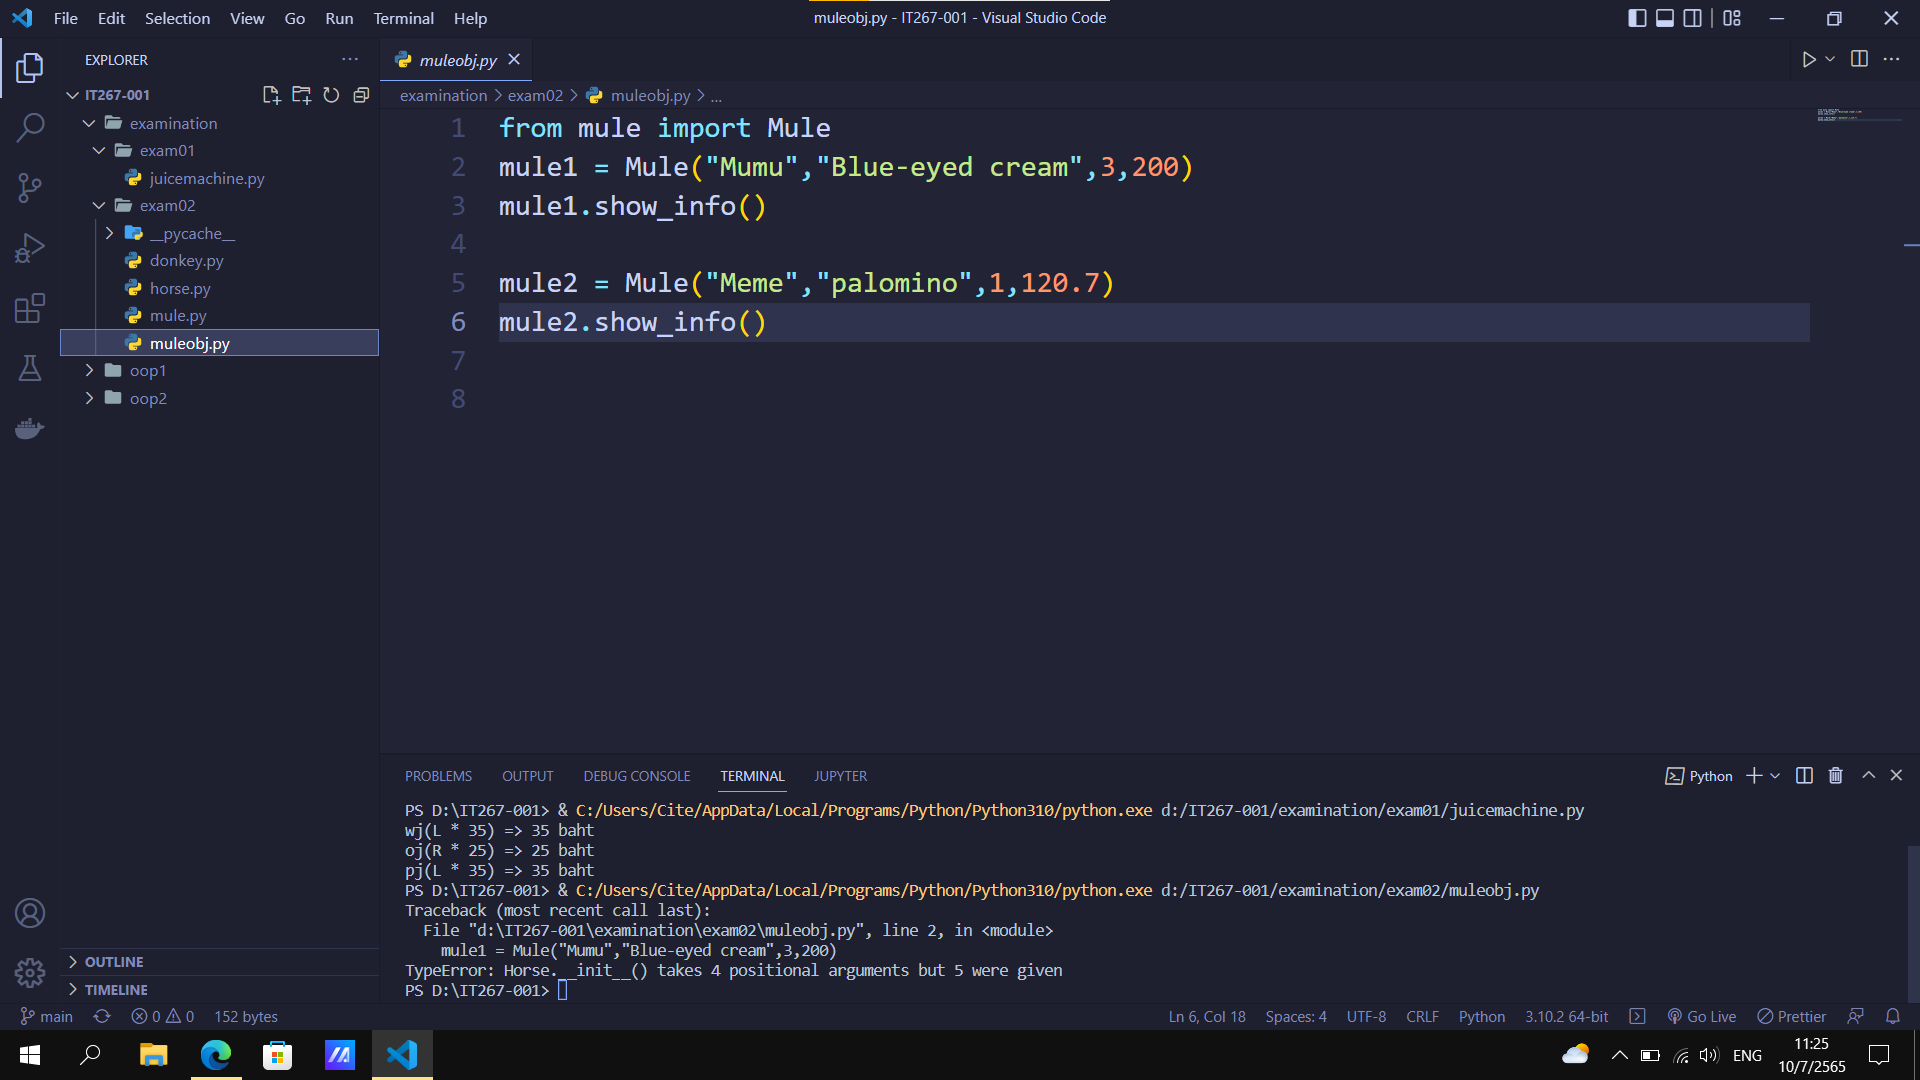 File Edit Selection View Go Run Terminal Help
muleobj.py - IT267-001 - Visual Studio Code
EXPLORER
IT267-001
examination
exam01
juicemachine.py
exam02
__pycache__
donkey.py
horse.py
mule.py
muleobj.py
oop1
oop2
OUTLINE
TIMELINE
muleobj.py
examination > exam02 > muleobj.py > ...
1 from mule import Mule
2 mule1 = Mule("Mumu","Blue-eyed cream",3,200)
3 mule1.show_info()
4
5 mule2 = Mule("Meme","palomino",1,120.7)
6 mule2.show_info()
7
8
PROBLEMS OUTPUT DEBUG CONSOLE TERMINAL JUPYTER
Python
PS D:\IT267-001> & C:/Users/Cite/AppData/Local/Programs/Python/Python310/python.exe d:/IT267-001/examination/exam01/juicemachine.py
wj(L * 35) => 35 baht
oj(R * 25) => 25 baht
pj(L * 35) => 35 baht
PS D:\IT267-001> & C:/Users/Cite/AppData/Local/Programs/Python/Python310/python.exe d:/IT267-001/examination/exam02/muleobj.py
Traceback (most recent call last):
  File "d:\IT267-001\examination\exam02\muleobj.py", line 2, in <module>
    mule1 = Mule("Mumu","Blue-eyed cream",3,200)
TypeError: Horse.__init__() takes 4 positional arguments but 5 were given
PS D:\IT267-001>
main 0 0 152 bytes
Ln 6, Col 18 Spaces: 4 UTF-8 CRLF Python 3.10.2 64-bit Go Live Prettier
ENG
11:25
10/7/2565